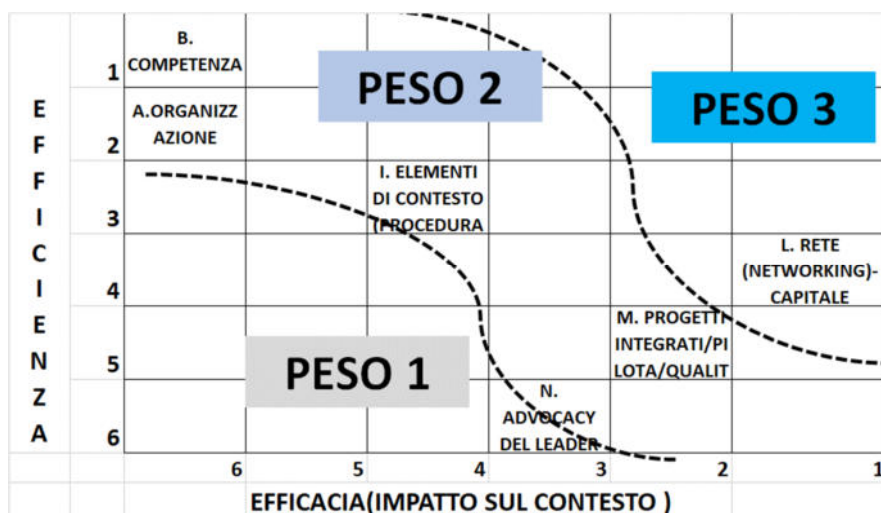 B.
COMPETENZA
PESO 2
PESO 3
A.ORGANIZZ
AZIONE
I. ELEMENTI
DI CONTESTO
(PROCEDURA
L. RETE
(NETWORKING)-
CAPITALE
M. PROGETTI
INTEGRATI/PI
LOTA/QUALIT
PESO 1
N.
ADVOCACY
DEL LEADER
EFFICIENZA
1
2
3
4
5
6
6
5
4
3
2
1
EFFICACIA(IMPATTO SUL CONTESTO )